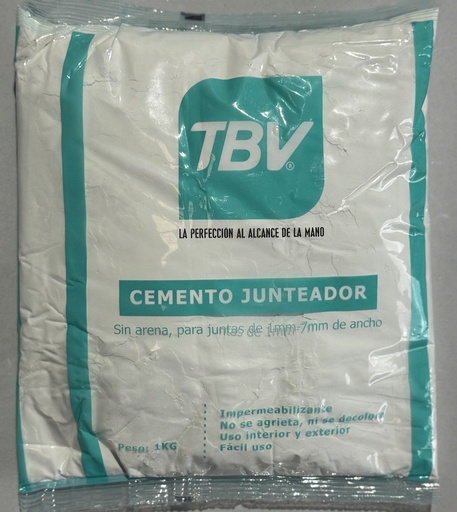 TBV®
LA PERFECCIÓN AL ALCANCE DE LA MANO
CEMENTO JUNTEADOR
Sin arena, para juntas de 1mm-7mm de ancho
Impermeabilizante
No se agrieta, ni se decolora
Uso interior y exterior
Fácil uso
Peso: 1KG